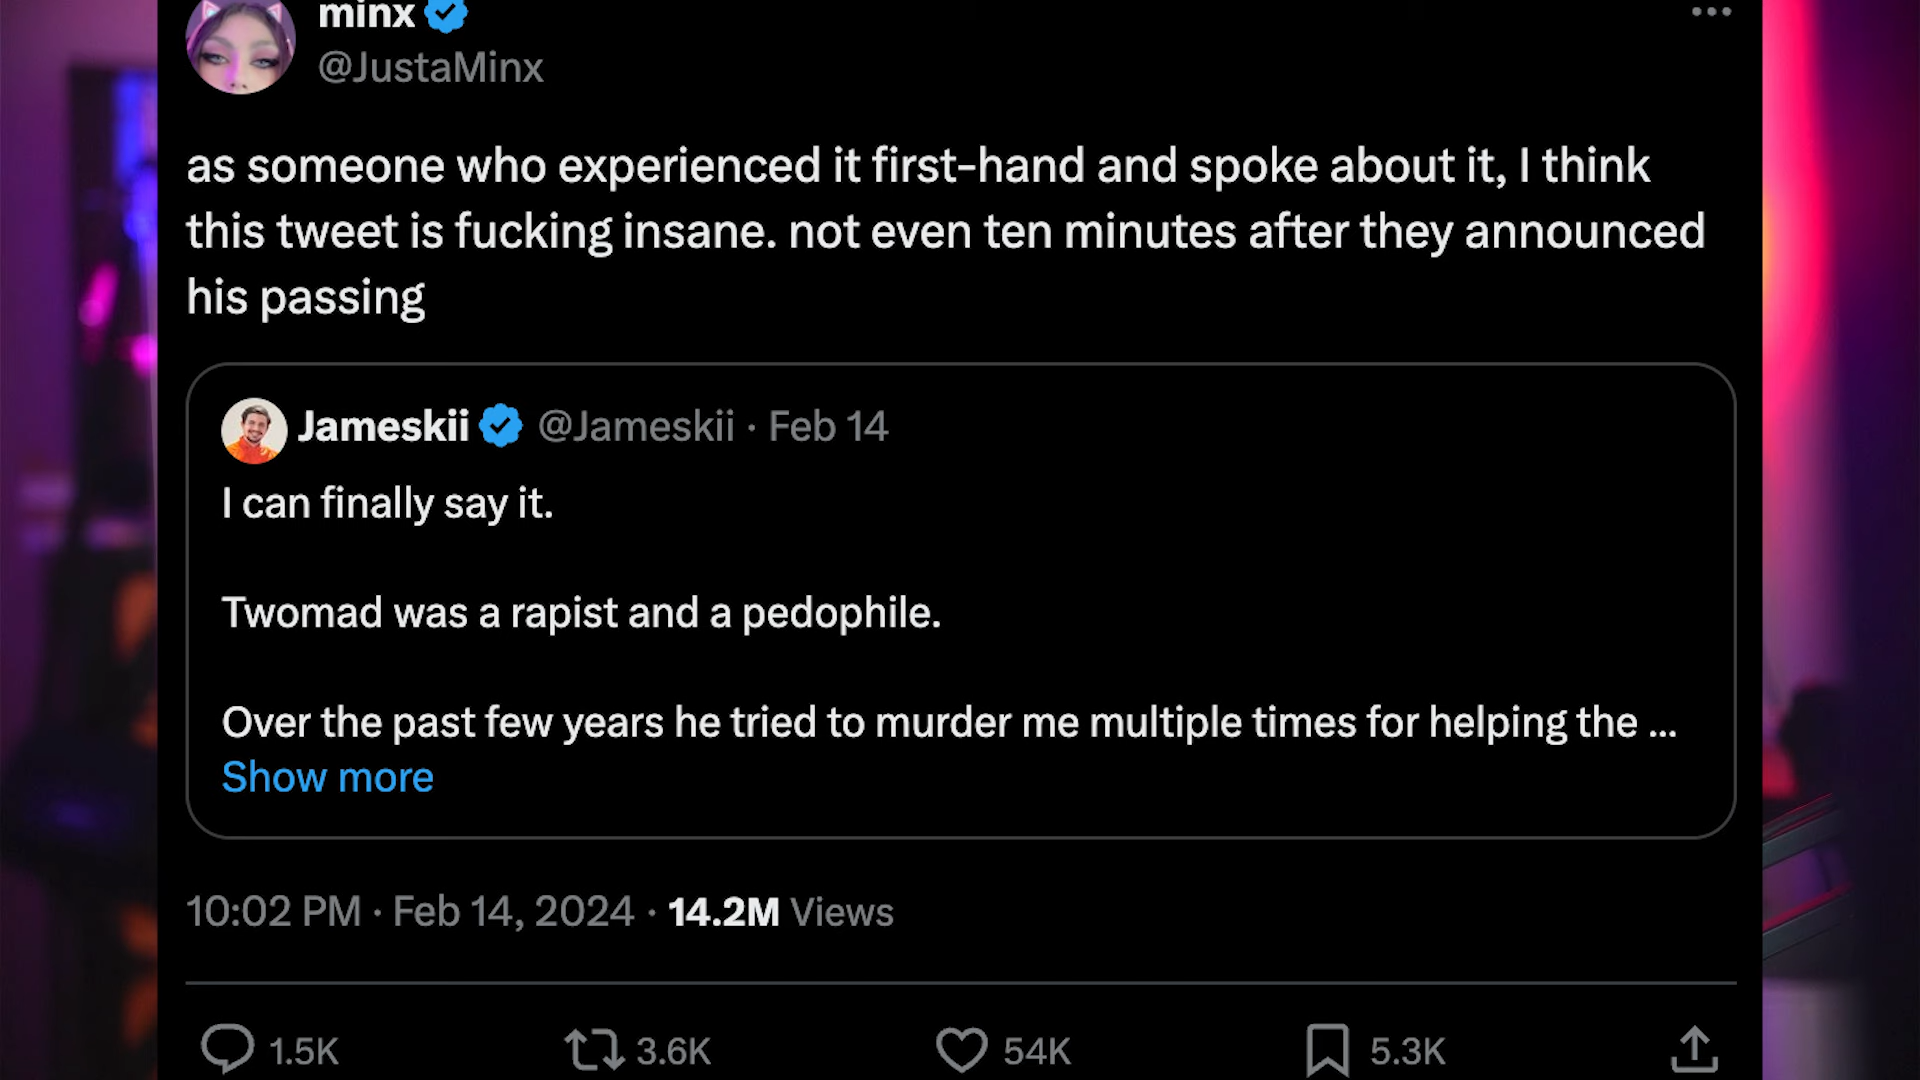 minx
@JustaMinx
as someone who experienced it first-hand and spoke about it, I think
this tweet is fucking insane. not even ten minutes after they announced
his passing
Jameskii @Jameskii · Feb 14
I can finally say it.
Twomad was a rapist and a pedophile.
Over the past few years he tried to murder me multiple times for helping the ...
Show more
10:02 PM · Feb 14, 2024 · 14.2M Views
1.5K 3.6K 54K 5.3K